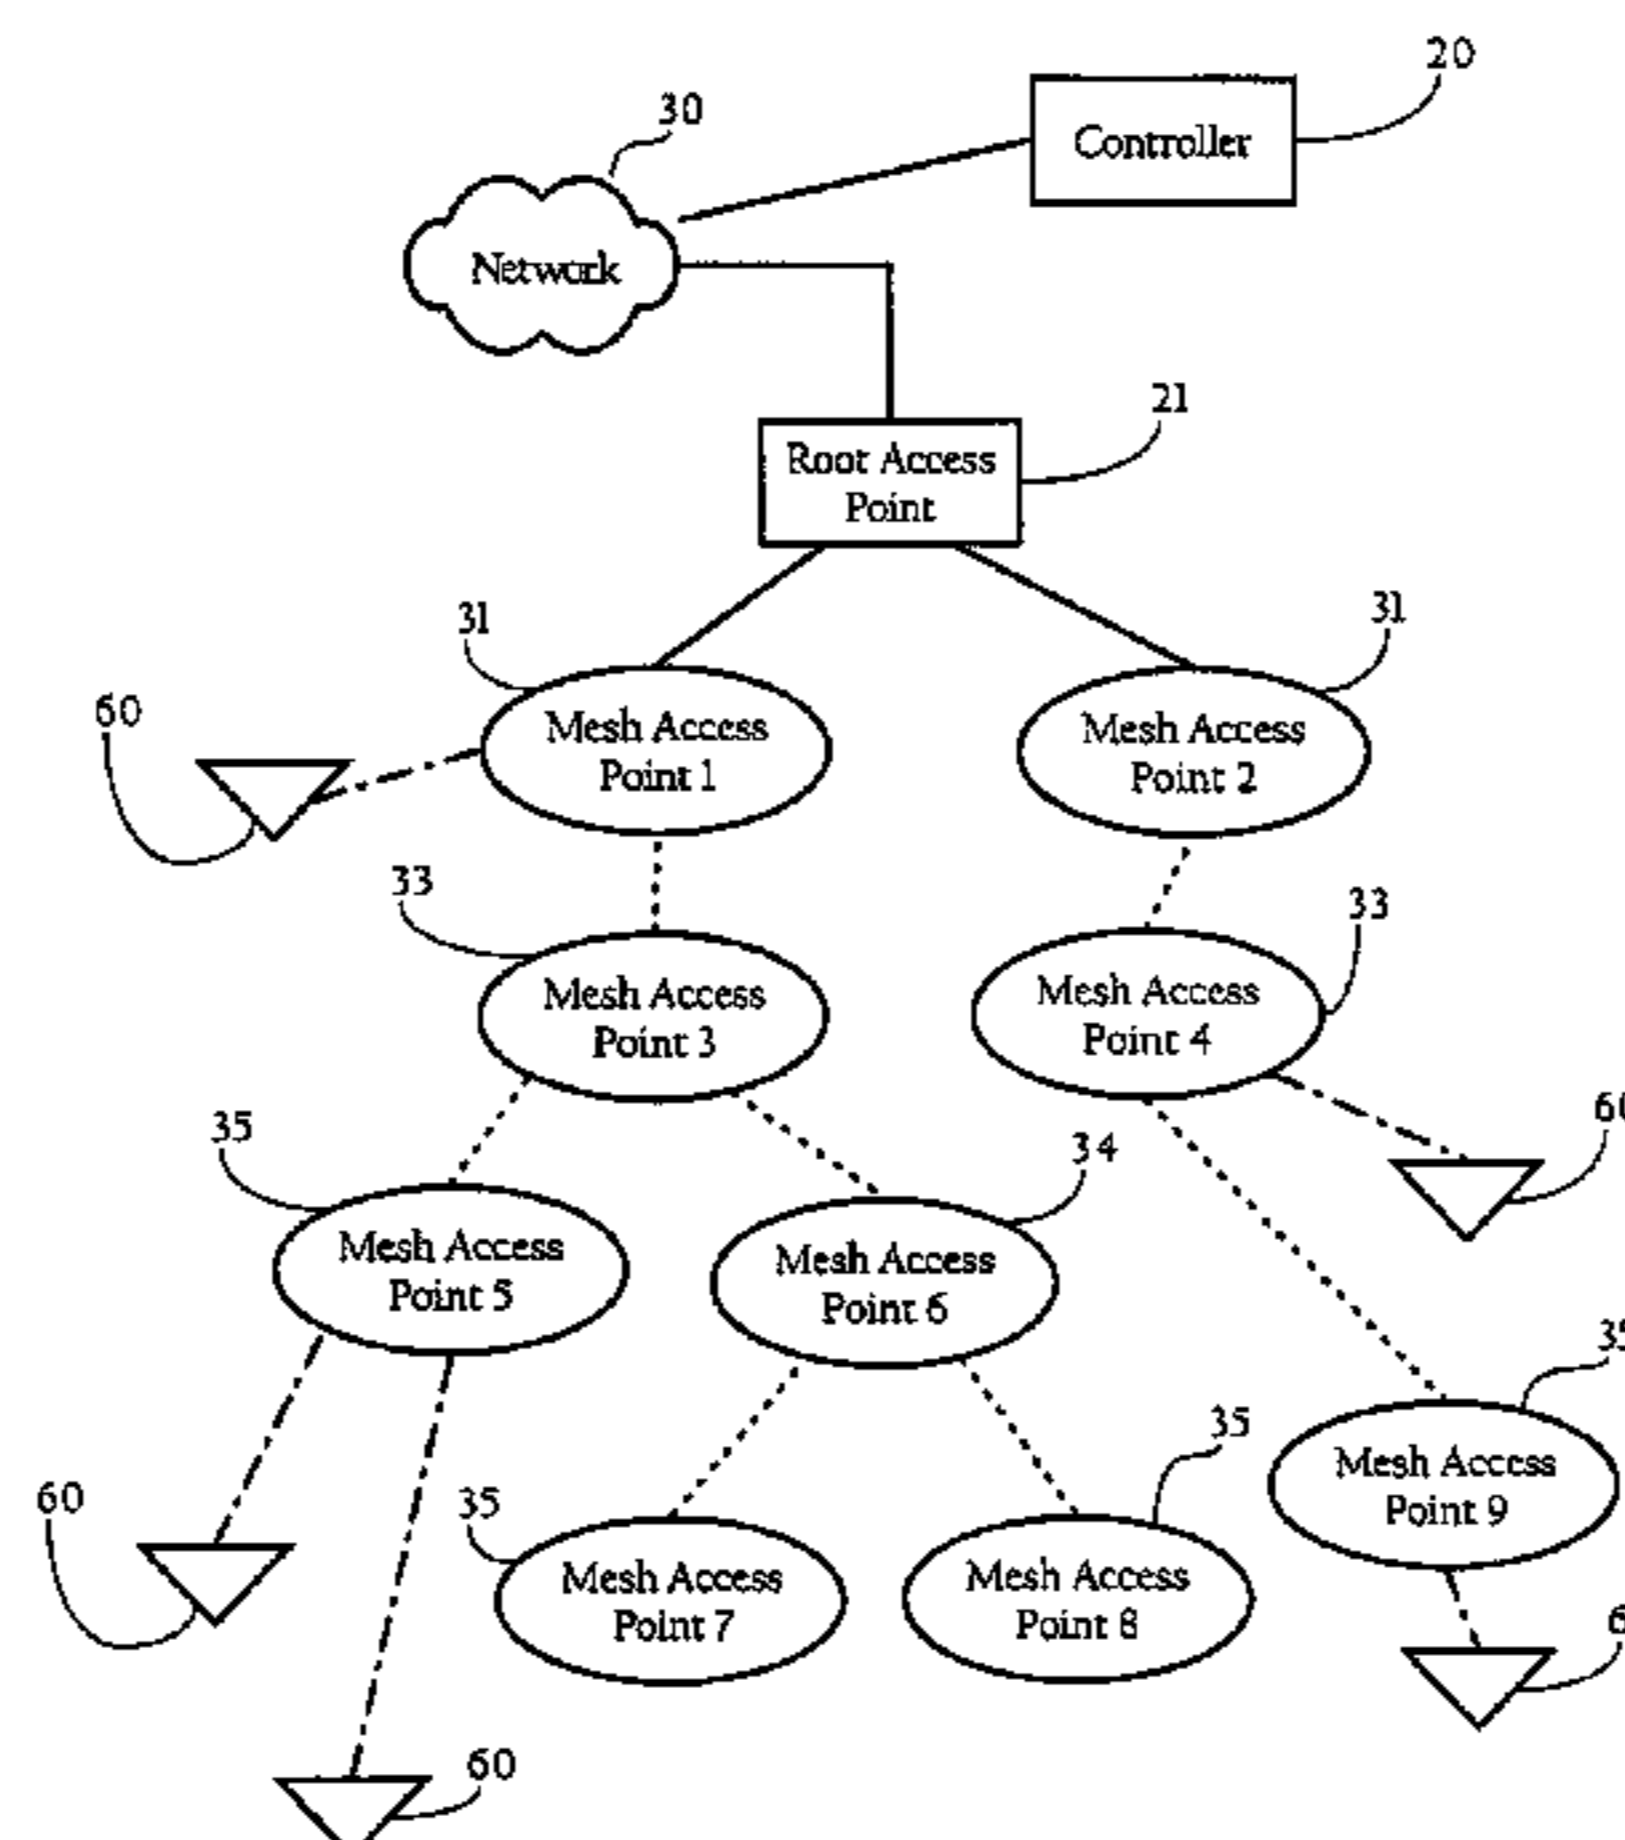 20
30
Controller
Network
21
Root Access
Point
31
31
60
Mesh Access
Point 1
Mesh Access
Point 2
33
33
Mesh Access
Point 3
Mesh Access
Point 4
60
35
34
Mesh Access
Point 5
Mesh Access
Point 6
35
35
Mesh Access
Point 9
60
35
Mesh Access
Point 7
Mesh Access
Point 8
60